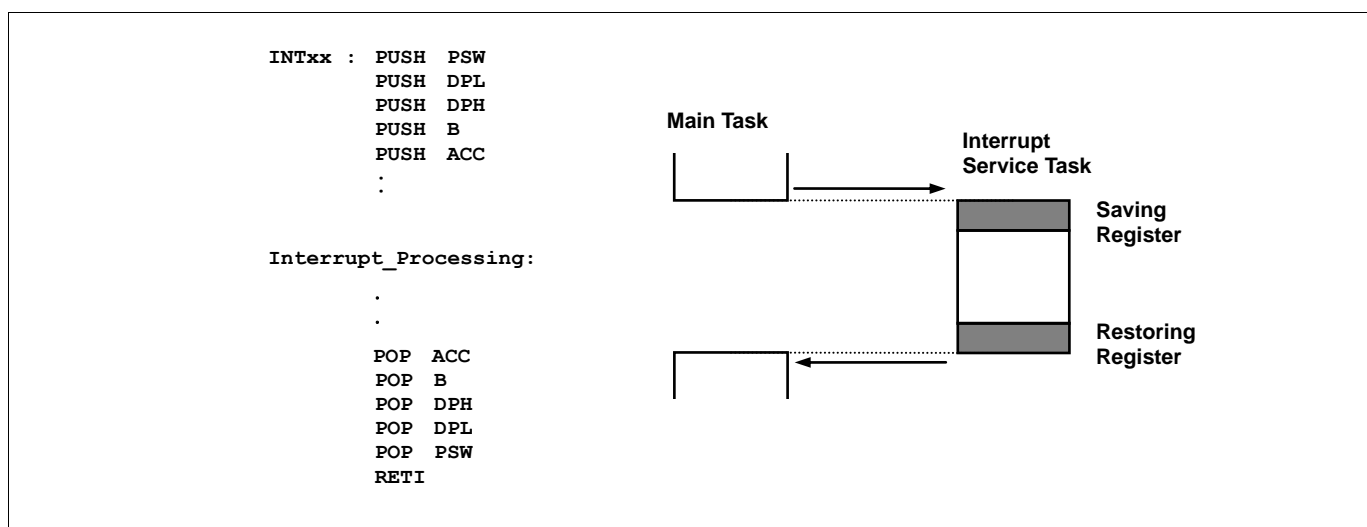 INTxx : PUSH PSW
PUSH DPL
PUSH DPH
PUSH B
PUSH ACC
:
Interrupt_Processing:
.
.
POP ACC
POP B
POP DPH
POP DPL
POP PSW
RETI
Main Task
Interrupt
Service Task
Saving
Register
Restoring
Register